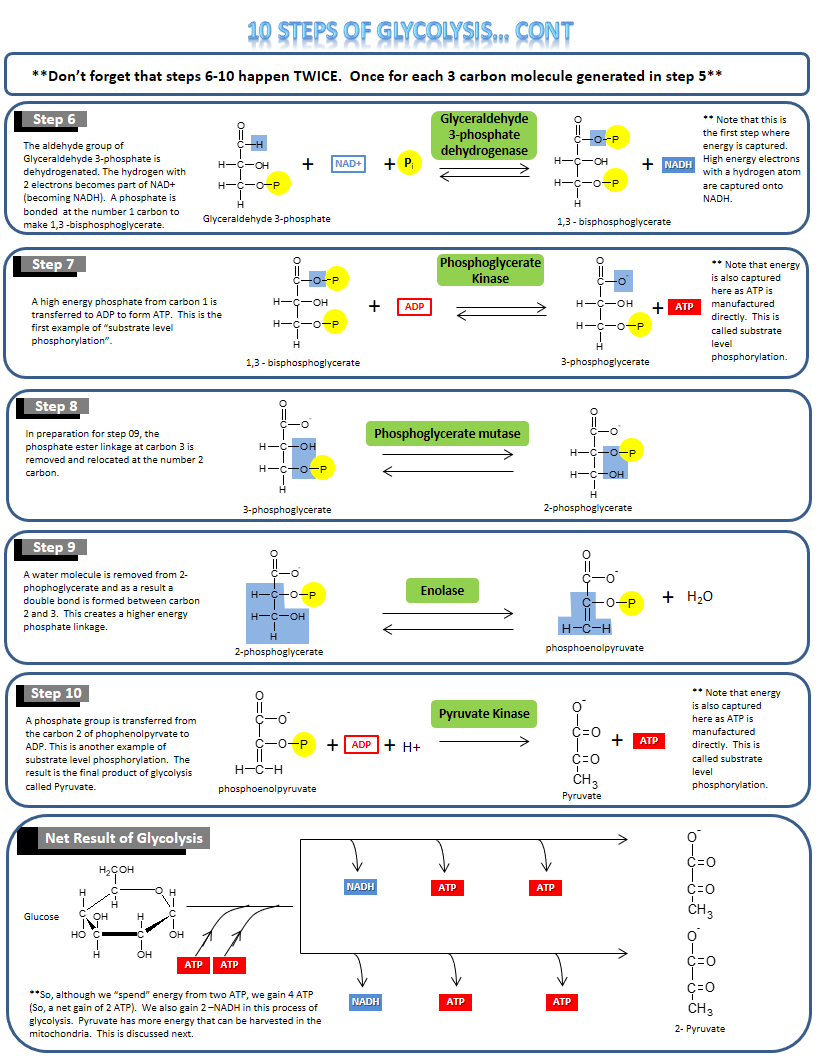 10 STEPS OF GLYCOLYSIS... CONT
**Don't forget that steps 6-10 happen TWICE. Once for each 3 carbon molecule generated in step 5**
Step 6
The aldehyde group of
Glyceraldehyde 3-phosphate is
dehydrogenated. The hydrogen with
2 electrons becomes part of NAD+
(becoming NADH). A phosphate is
bonded at the number 1 carbon to
make 1,3 -bisphosphoglycerate.
O
C–H
H–C–OH
H–C–O–P
H
Glyceraldehyde 3-phosphate
+
NAD+
+
Pi
Glyceraldehyde
3-phosphate
dehydrogenase
O
C–O–P
H–C–OH
H–C–O–P
H
1,3 - bisphosphoglycerate
+
NADH
** Note that this is
the first step where
energy is captured.
High energy electrons
with a hydrogen atom
are captured onto
NADH.
Step 7
A high energy phosphate from carbon 1 is
transferred to ADP to form ATP. This is the
first example of “substrate level
phosphorylation”.
O
C–O–P
H–C–OH
H–C–O–P
H
1,3 - bisphosphoglycerate
+
ADP
Phosphoglycerate
Kinase
O
C–O-
H–C–OH
H–C–O–P
H
3-phosphoglycerate
+
ATP
** Note that energy
is also captured
here as ATP is
manufactured
directly. This is
called substrate
level
phosphorylation.
Step 8
In preparation for step 09, the
phosphate ester linkage at carbon 3 is
removed and relocated at the number 2
carbon.
O
C–O-
H–C–OH
H–C–O–P
H
3-phosphoglycerate
Phosphoglycerate mutase
O
C–O-
H–C–O–P
H–C–OH
H
2-phosphoglycerate
Step 9
A water molecule is removed from 2-
phophoglycerate and as a result a
double bond is formed between carbon
2 and 3. This creates a higher energy
phosphate linkage.
O
C–O-
H–C–O–P
H–C–OH
H
2-phosphoglycerate
Enolase
O
C–O-
C–O–P
H–C–H
phosphoenolpyruvate
+
H2O
Step 10
A phosphate group is transferred from
the carbon 2 of phophenolpyrvate to
ADP. This is another example of
substrate level phosphorylation. The
result is the final product of glycolysis
called Pyruvate.
O
C–O-
C–O–P
H–C–H
phosphoenolpyruvate
+
ADP
+ H+
Pyruvate Kinase
O-
C=O
C=O
CH3
Pyruvate
+
ATP
** Note that energy
is also captured
here as ATP is
manufactured
directly. This is
called substrate
level
phosphorylation.
Net Result of Glycolysis
Glucose
H2COH
H C O H
H
C OH H C
HO C C OH
H OH
ATP ATP
NADH ATP ATP
O-
C=O
C=O
CH3
NADH ATP ATP
O-
C=O
C=O
CH3
2- Pyruvate
**So, although we “spend” energy from two ATP, we gain 4 ATP
(So, a net gain of 2 ATP). We also gain 2 –NADH in this process of
glycolysis. Pyruvate has more energy that can be harvested in the
mitochondria. This is discussed next.